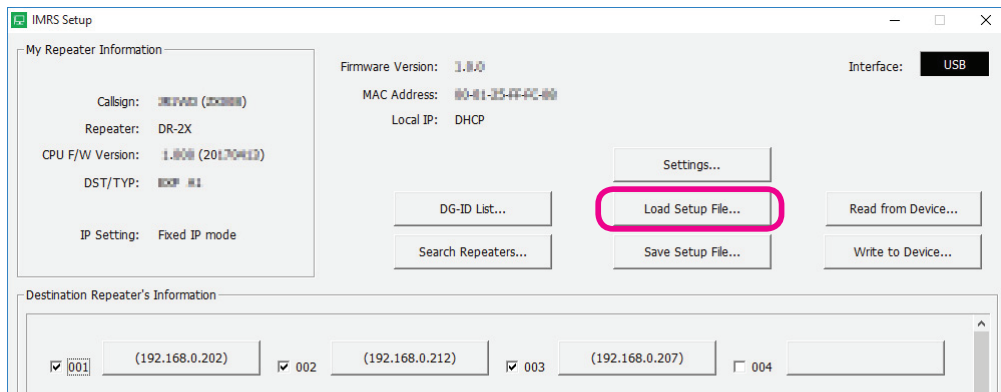 IMRS Setup
My Repeater Information
Callsign:
Repeater: DR-2X
CPU F/W Version:
DST/TYP:
IP Setting: Fixed IP mode
Firmware Version:
MAC Address:
Local IP: DHCP
Interface: USB
Settings...
DG-ID List... Load Setup File... Read from Device...
Search Repeaters... Save Setup File... Write to Device...
Destination Repeater's Information
001 (192.168.0.202) 002 (192.168.0.212) 003 (192.168.0.207) 004